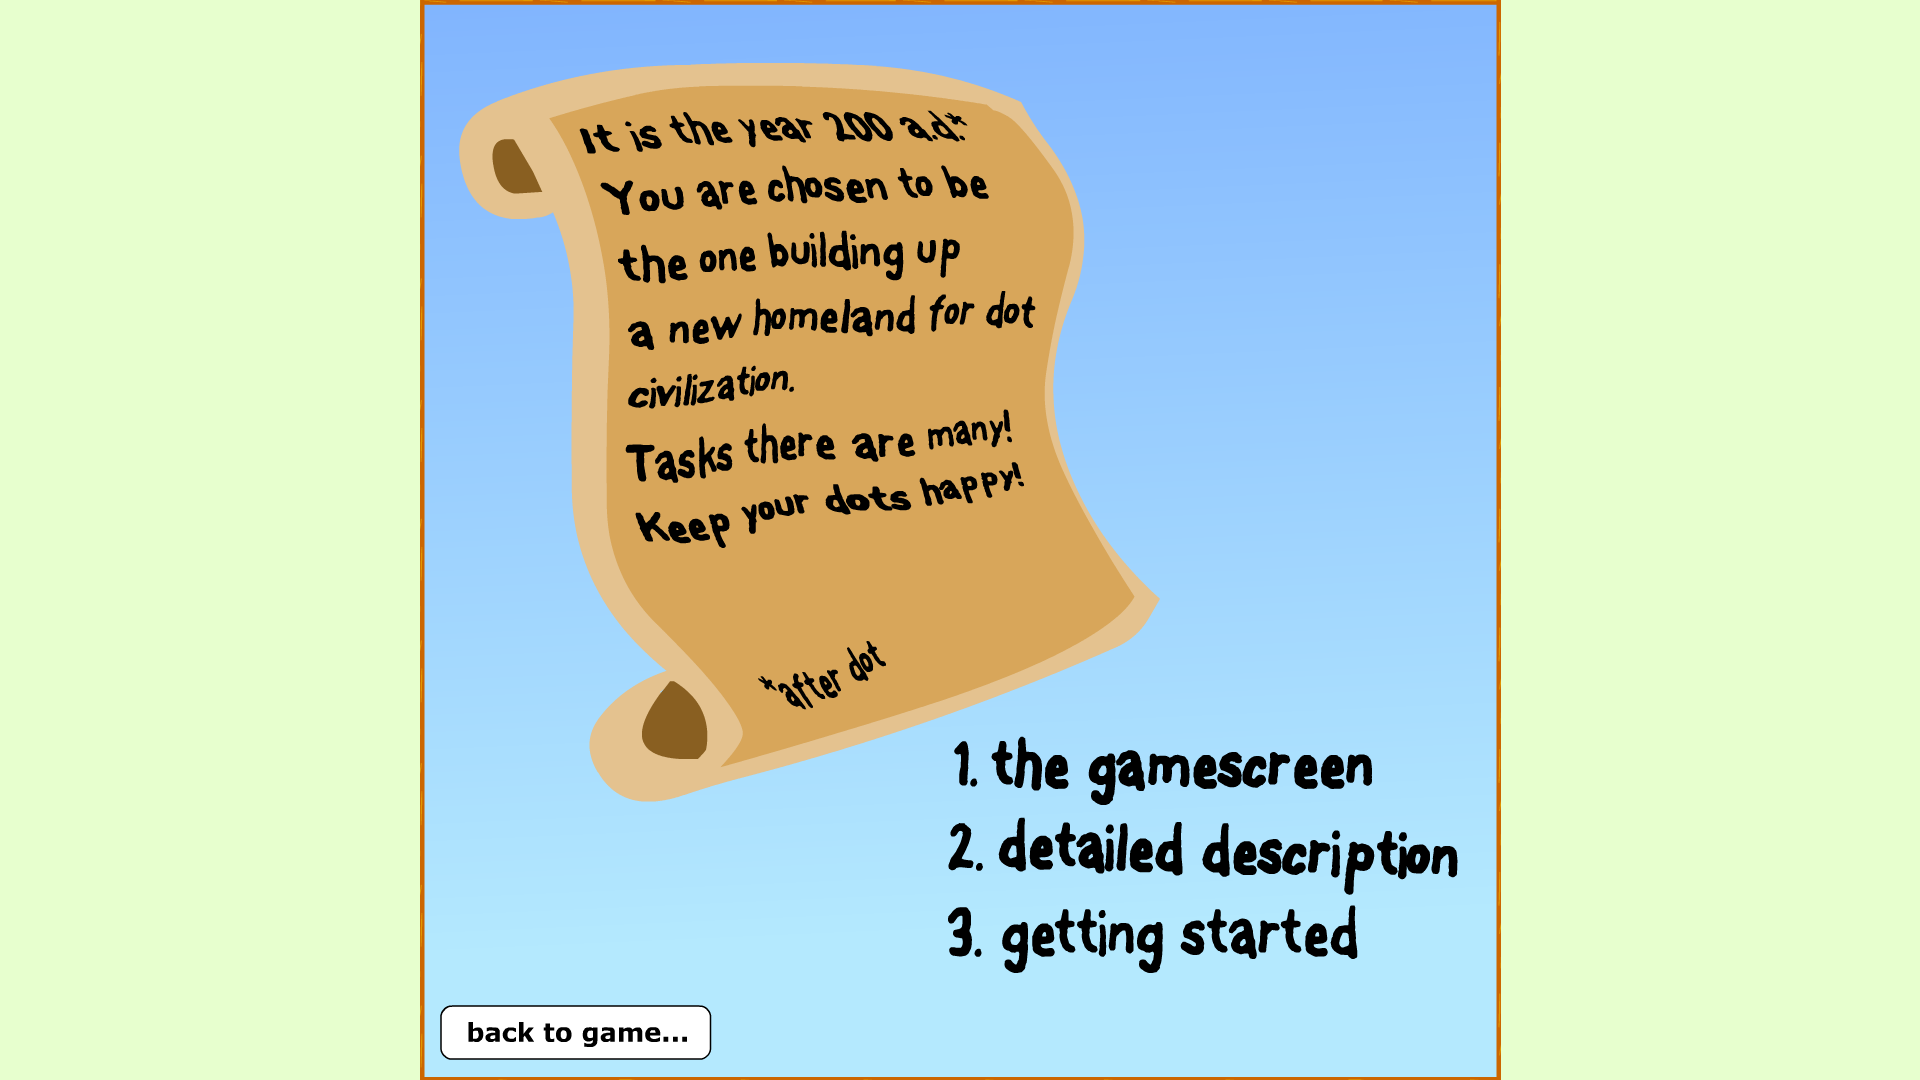 It is the year 200 a.d.*
You are chosen to be
the one building up
a new homeland for dot
civilization.
Tasks there are many!
Keep your dots happy!
*after dot
1. the gamescreen
2. detailed description
3. getting started
back to game...